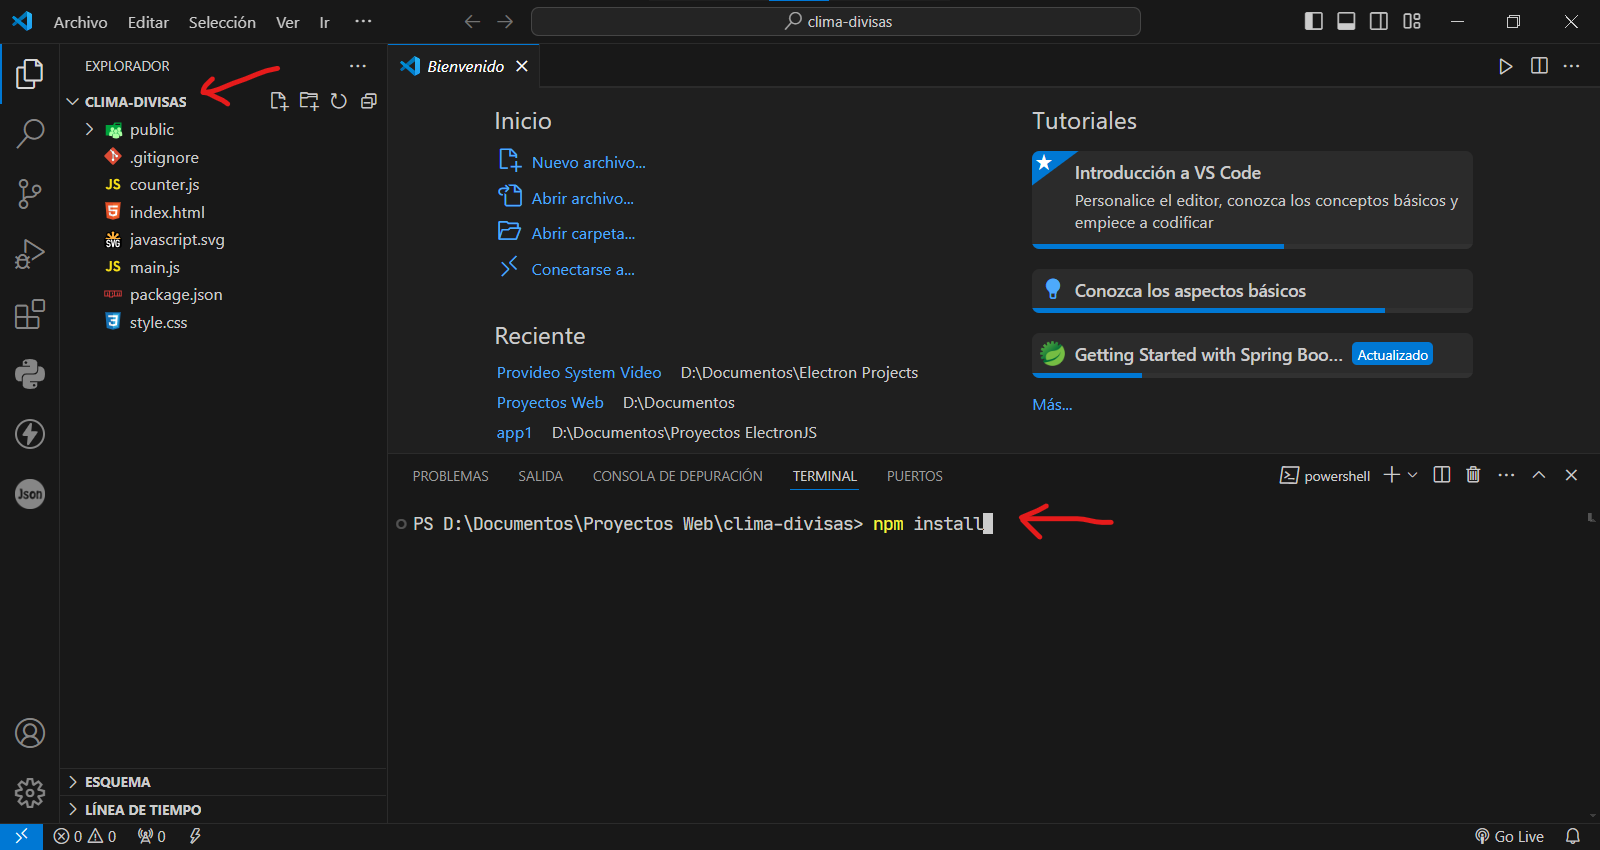 Archivo Editar Selección Ver Ir ···
clima-divisas
EXPLORADOR
CLIMA-DIVISAS
public
.gitignore
JS counter.js
index.html
SVG javascript.svg
JS main.js
npm package.json
style.css
Json
ESQUEMA
LÍNEA DE TIEMPO
Bienvenido
Inicio
Nuevo archivo...
Abrir archivo...
Abrir carpeta...
Conectarse a...
Reciente
Provideo System Video D:\Documentos\Electron Projects
Proyectos Web D:\Documentos
app1 D:\Documentos\Proyectos ElectronJS
Tutoriales
Introducción a VS Code
Personalice el editor, conozca los conceptos básicos y
empiece a codificar
Conozca los aspectos básicos
Getting Started with Spring Boo... Actualizado
Más...
PROBLEMAS SALIDA CONSOLA DE DEPURACIÓN TERMINAL PUERTOS
powershell
PS D:\Documentos\Proyectos Web\clima-divisas> npm install
0 0 0
Go Live